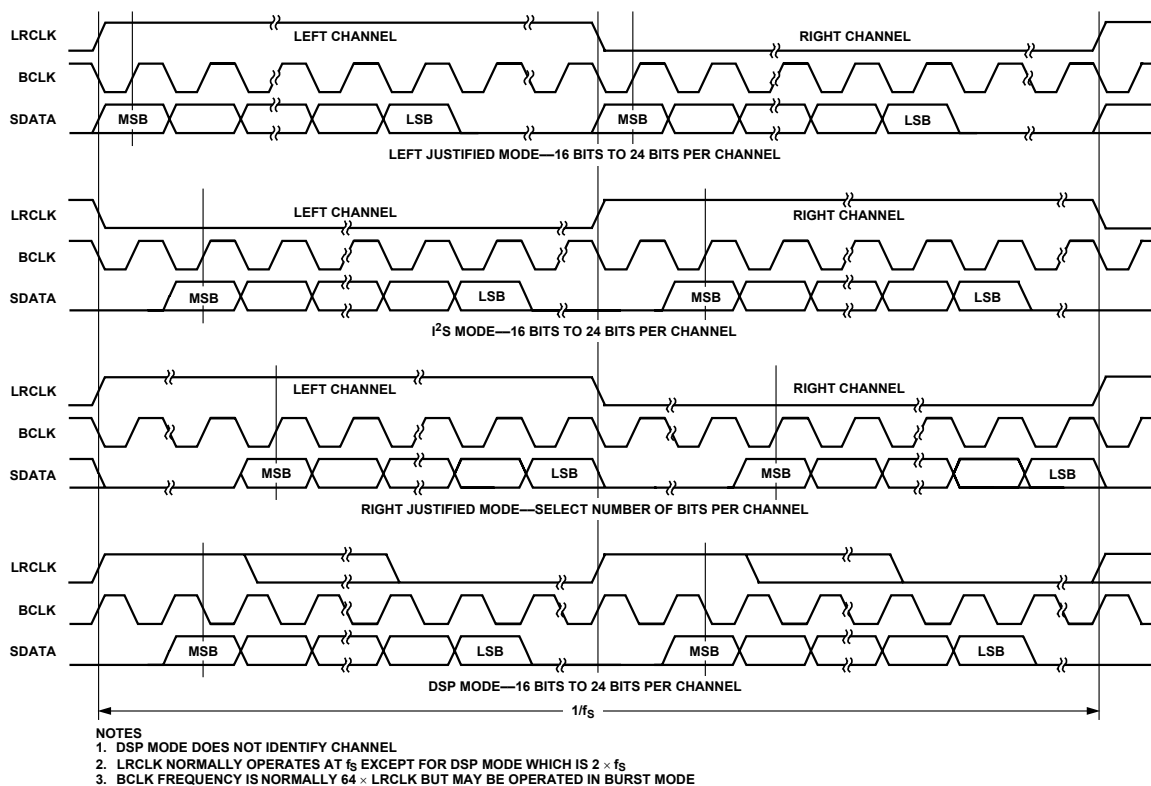 LRCLK LEFT CHANNEL RIGHT CHANNEL
BCLK
SDATA MSB LSB MSB LSB
LEFT JUSTIFIED MODE—16 BITS TO 24 BITS PER CHANNEL
LRCLK LEFT CHANNEL RIGHT CHANNEL
BCLK
SDATA MSB LSB MSB LSB
I²S MODE—16 BITS TO 24 BITS PER CHANNEL
LRCLK LEFT CHANNEL RIGHT CHANNEL
BCLK
SDATA MSB LSB MSB LSB
RIGHT JUSTIFIED MODE—SELECT NUMBER OF BITS PER CHANNEL
LRCLK
BCLK
SDATA MSB LSB MSB LSB
DSP MODE—16 BITS TO 24 BITS PER CHANNEL
1/fS
NOTES
1. DSP MODE DOES NOT IDENTIFY CHANNEL
2. LRCLK NORMALLY OPERATES AT fS EXCEPT FOR DSP MODE WHICH IS 2 × fS
3. BCLK FREQUENCY IS NORMALLY 64 × LRCLK BUT MAY BE OPERATED IN BURST MODE